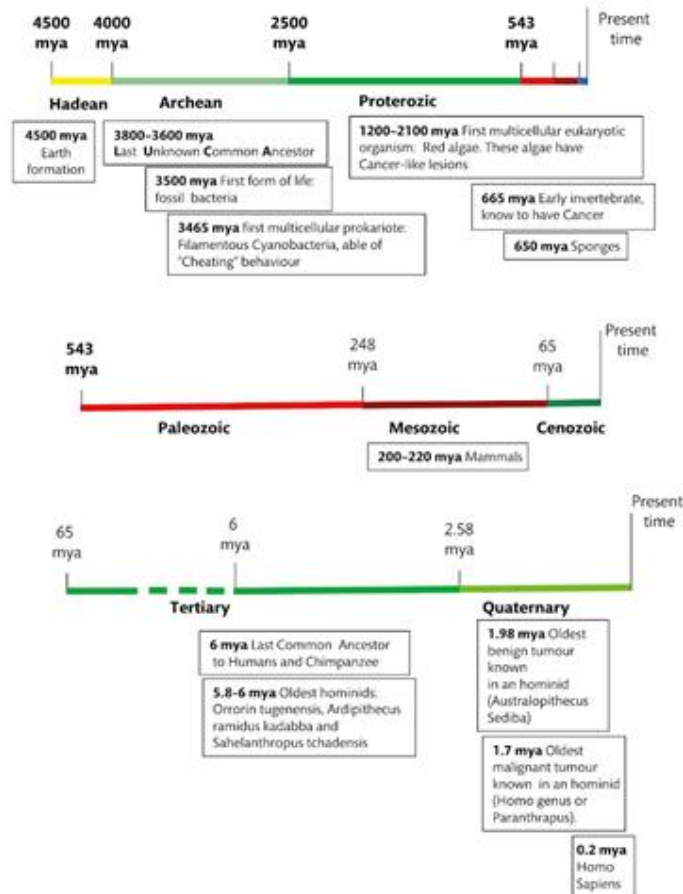 4500
mya
4000
mya
2500
mya
543
mya
Present
time
Hadean
Archean
Proterozic
4500 mya
Earth
formation
3800–3600 mya
Last Unknown Common Ancestor
3500 mya First form of life:
fossil bacteria
3465 mya first multicellular prokariote:
Filamentous Cyanobacteria, able of
"Cheating" behaviour
1200–2100 mya First multicellular eukaryotic
organism: Red algae. These algae have
Cancer-like lesions
665 mya Early invertebrate,
know to have Cancer
650 mya Sponges
543
mya
248
mya
65
mya
Present
time
Paleozoic
Mesozoic
Cenozoic
200–220 mya Mammals
65
mya
6
mya
2.58
mya
Present
time
Tertiary
Quaternary
6 mya Last Common Ancestor
to Humans and Chimpanzee
5.8-6 mya Oldest hominids:
Orrorin tugenensis, Ardipithecus
ramidus kadabba and
Sahelanthropus tchadensis
1.98 mya Oldest
benign tumour
known
in an hominid
(Australopithecus
Sediba)
1.7 mya Oldest
malignant tumour
known in an hominid
(Homo genus or
Paranthrapus).
0.2 mya
Homo
Sapiens